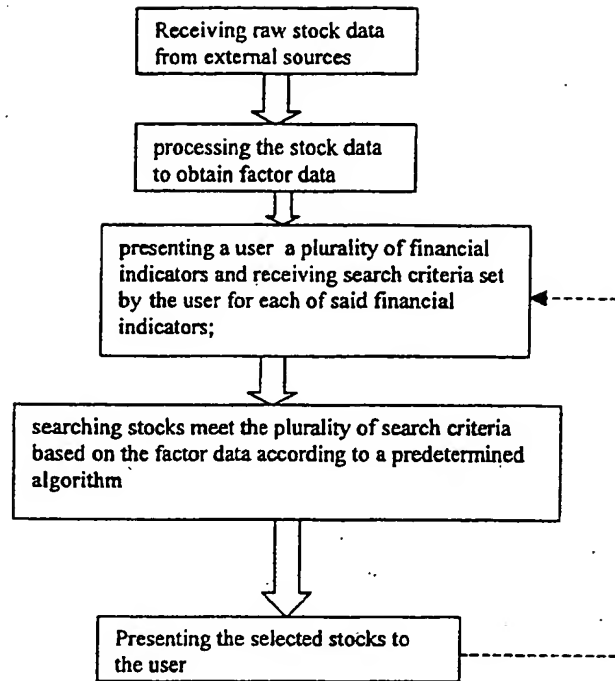 Receiving raw stock data
from external sources
processing the stock data
to obtain factor data
presenting a user a plurality of financial
indicators and receiving search criteria set
by the user for each of said financial
indicators;
searching stocks meet the plurality of search criteria
based on the factor data according to a predetermined
algorithm
Presenting the selected stocks to
the user